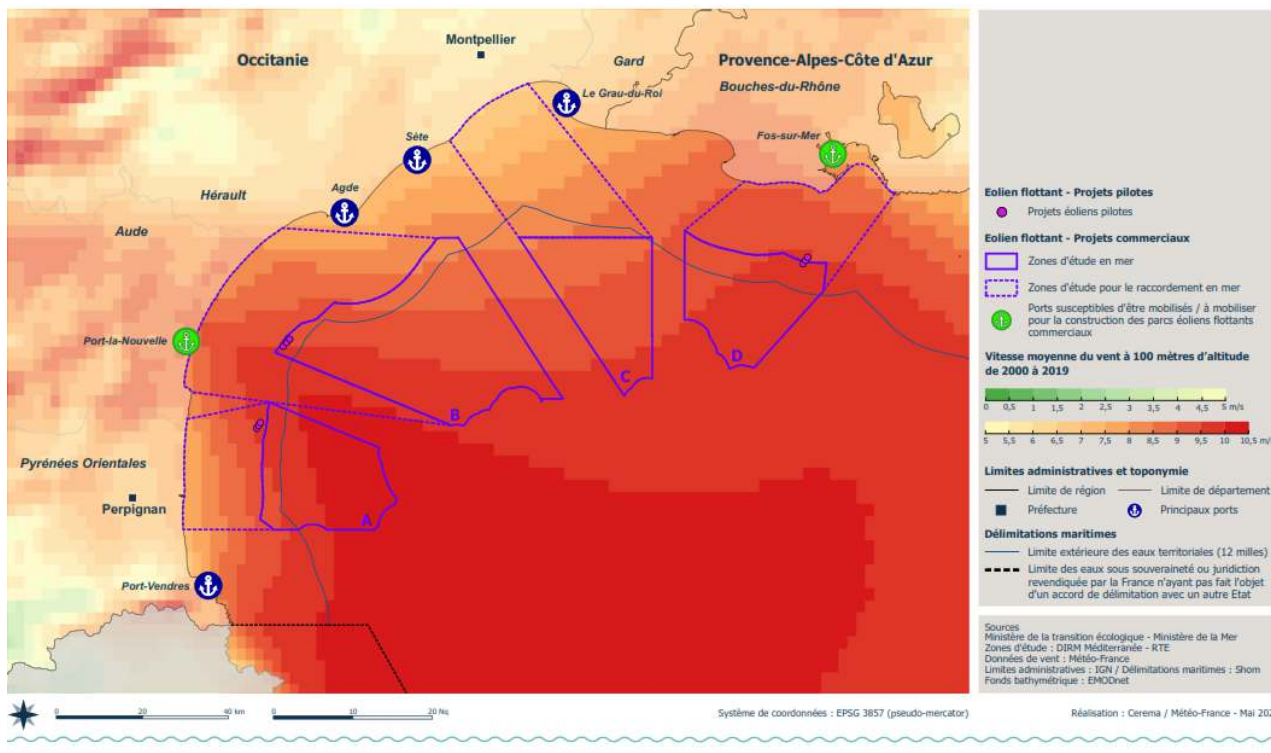 Montpellier
Occitanie
Gard
Provence-Alpes-Côte d'Azur
Bouches-du-Rhône
Le Grau-du-Roi
Fos-sur-Mer
Sète
Agde
Hérault
Aude
Port-la-Nouvelle
D
C
B
A
Pyrénées Orientales
Perpignan
Port-Vendres
Eolien flottant - Projets pilotes
Projets éoliens pilotes
Eolien flottant - Projets commerciaux
Zones d'étude en mer
Zones d'étude pour le raccordement en mer
Ports susceptibles d'être mobilisés / à mobiliser
pour la construction des parcs éoliens flottants
commerciaux
Vitesse moyenne du vent à 100 mètres d'altitude
de 2000 à 2019
0 0,5 1 1,5 2 2,5 3 3,5 4 4,5 5 m/s
5 5,5 6 6,5 7 7,5 8 8,5 9 9,5 10 10,5 m/
Limites administratives et toponymie
Limite de région Limite de département
Préfecture Principaux ports
Délimitations maritimes
Limite extérieure des eaux territoriales (12 milles)
Limite des eaux sous souveraineté ou juridiction
revendiquée par la France n'ayant pas fait l'objet
d'un accord de délimitation avec un autre Etat
Sources
Ministère de la transition écologique - Ministère de la Mer
Zones d'étude : DIRM Méditerranée - RTE
Données de vent : Météo-France
Limites administratives : IGN / Délimitations maritimes : Shom
Fonds bathymétrique : EMODnet
0 20 40 km 0 10 20 Nq
Système de coordonnées : EPSG 3857 (pseudo-mercator)
Réalisation : Cerema / Météo-France - Mai 202